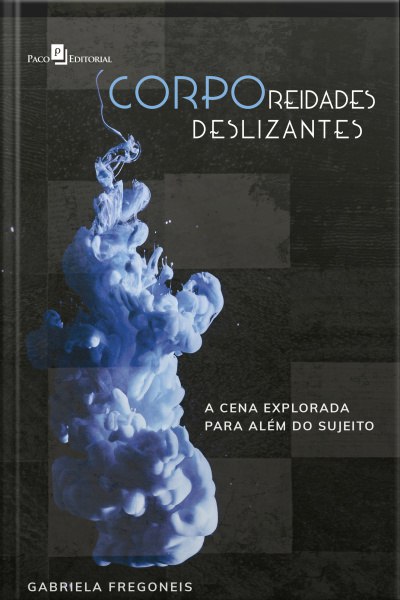 PACO EDITORIAL
CORPOREIDADES
DESLIZANTES
A CENA EXPLORADA
PARA ALÉM DO SUJEITO
GABRIELA FREGONEIS